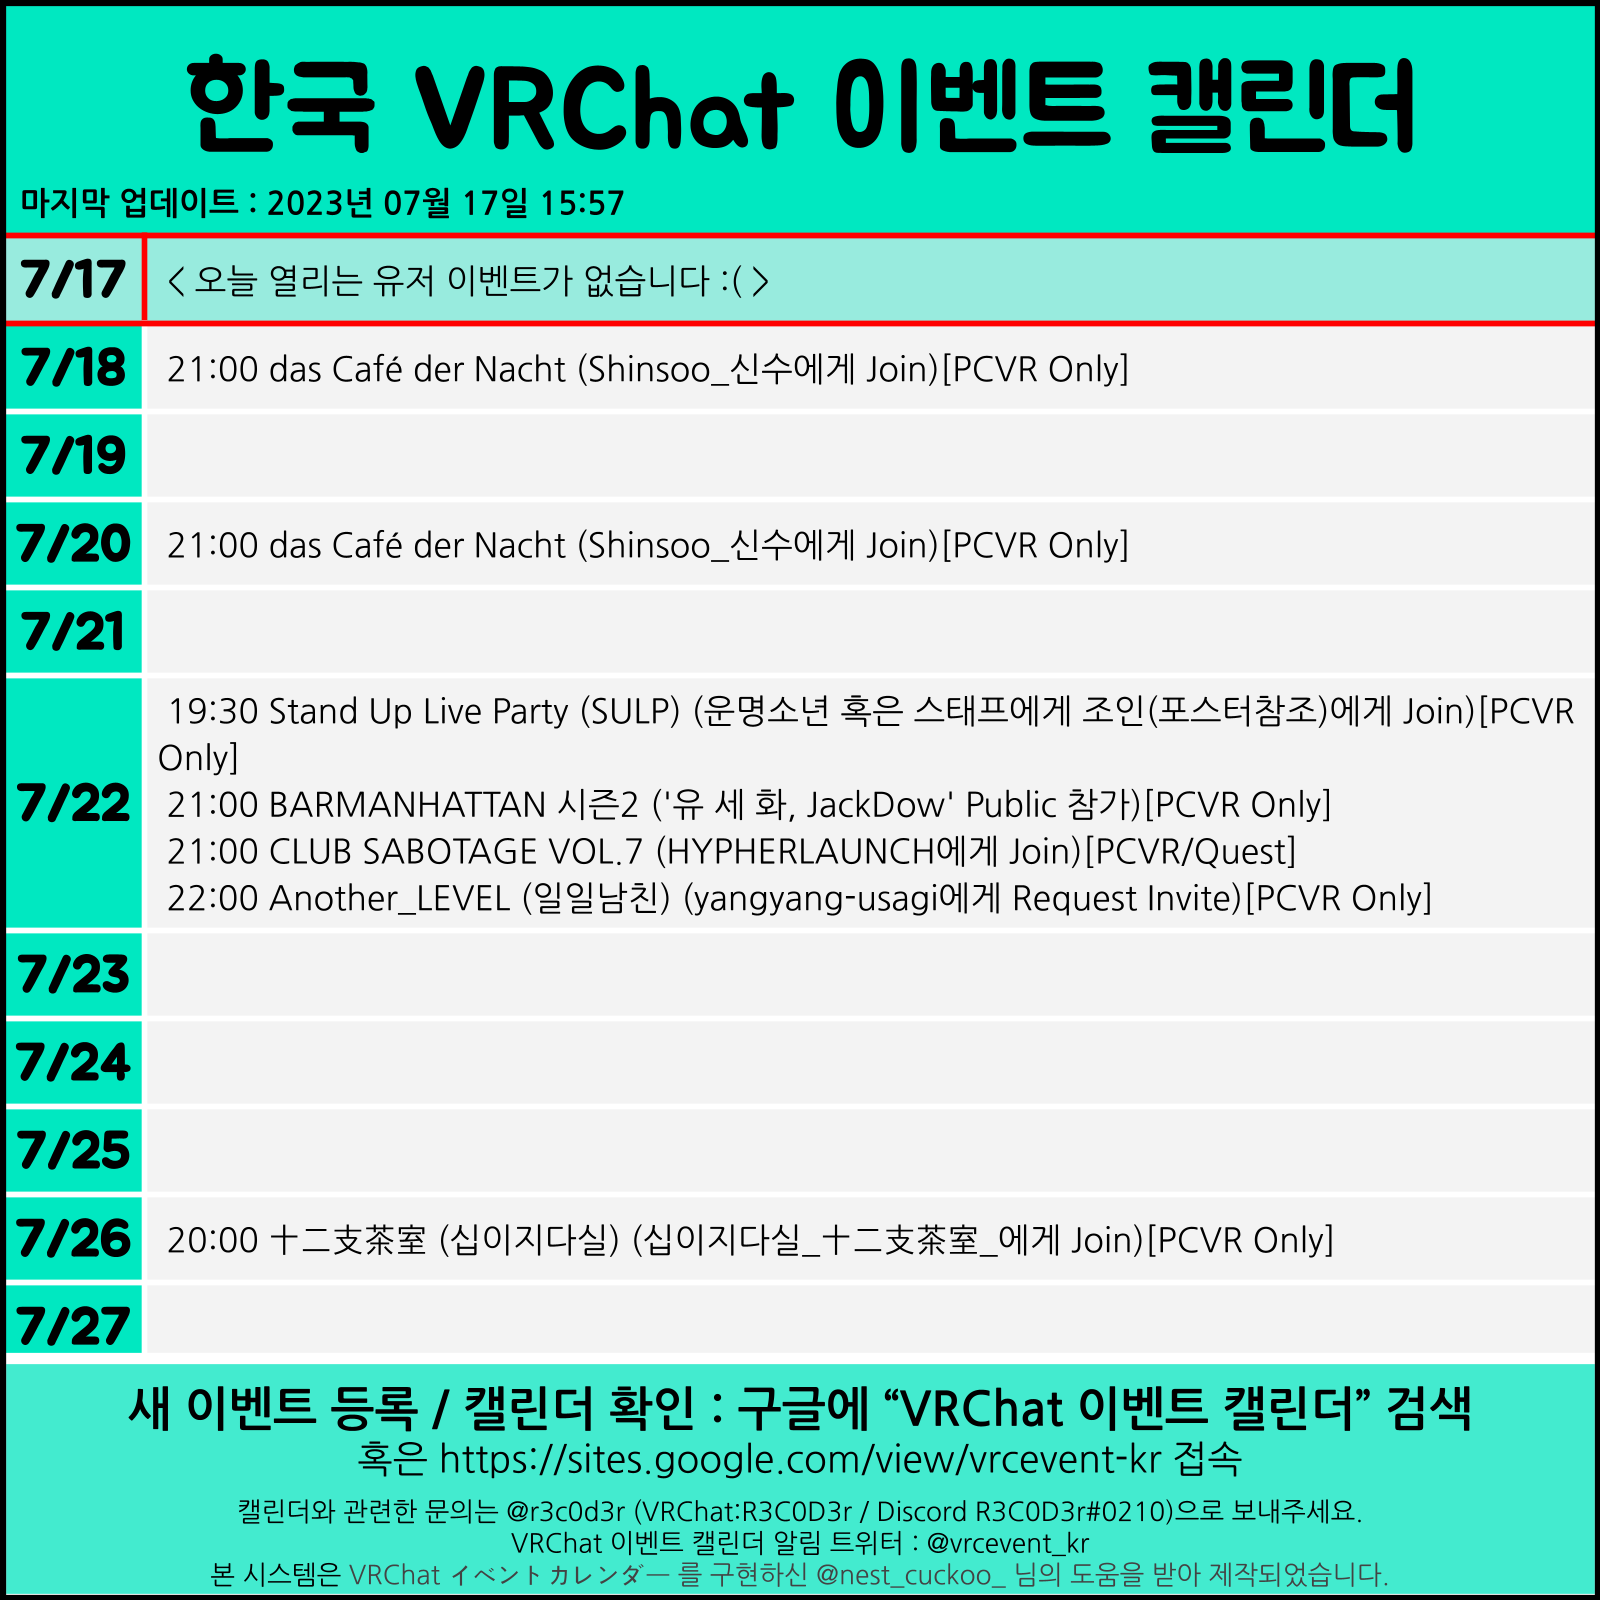 한국 VRChat 이벤트 캘린더
마지막 업데이트 : 2023년 07월 17일 15:57
7/17 < 오늘 열리는 유저 이벤트가 없습니다 :( >
7/18 21:00 das Café der Nacht (Shinsoo_신수에게 Join)[PCVR Only]
7/19
7/20 21:00 das Café der Nacht (Shinsoo_신수에게 Join)[PCVR Only]
7/21
7/22
19:30 Stand Up Live Party (SULP) (운명소년 혹은 스태프에게 조인(포스터참조)에게 Join)[PCVR
Only]
21:00 BARMANHATTAN 시즌2 ('유 세 화, JackDow' Public 참가)[PCVR Only]
21:00 CLUB SABOTAGE VOL.7 (HYPHERLAUNCH에게 Join)[PCVR/Quest]
22:00 Another_LEVEL (일일남친) (yangyang-usagi에게 Request Invite)[PCVR Only]
7/23
7/24
7/25
7/26 20:00 十二支茶室 (십이지다실) (십이지다실_十二支茶室_에게 Join)[PCVR Only]
7/27
새 이벤트 등록 / 캘린더 확인 : 구글에 “VRChat 이벤트 캘린더” 검색
혹은 https://sites.google.com/view/vrcevent-kr 접속
캘린더와 관련한 문의는 @r3c0d3r (VRChat:R3C0D3r / Discord R3C0D3r#0210)으로 보내주세요.
VRChat 이벤트 캘린더 알림 트위터 : @vrcevent_kr
본 시스템은 VRChat イベントカレンダー 를 구현하신 @nest_cuckoo_ 님의 도움을 받아 제작되었습니다.